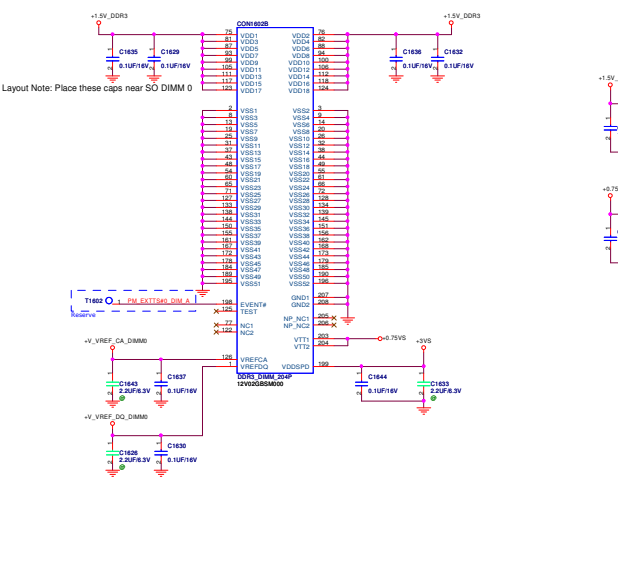 +1.5V_DDR3
+1.5V_DDR3
CON1602B
75 VDD1 VDD2 76
81 VDD3 VDD4 82
87 VDD5 VDD6 88
93 VDD7 VDD8 94
99 VDD9 VDD10 100
105 VDD11 VDD12 106
111 VDD13 VDD14 112
117 VDD15 VDD16 118
123 VDD17 VDD18 124
C1635
0.1UF/16V
C1629
0.1UF/16V
C1636
0.1UF/16V
C1632
0.1UF/16V
Layout Note: Place these caps near SO DIMM 0
+1.5V_
2 VSS1 VSS2 3
8 VSS3 VSS4 9
13 VSS5 VSS6 14
19 VSS7 VSS8 20
25 VSS9 VSS10 26
31 VSS11 VSS12 32
37 VSS13 VSS14 38
43 VSS15 VSS16 44
48 VSS17 VSS18 49
54 VSS19 VSS20 55
60 VSS21 VSS22 61
65 VSS23 VSS24 66
71 VSS25 VSS26 72
127 VSS27 VSS28 128
133 VSS29 VSS30 134
138 VSS31 VSS32 139
144 VSS33 VSS34 145
150 VSS35 VSS36 151
155 VSS37 VSS38 156
161 VSS39 VSS40 162
167 VSS41 VSS42 168
172 VSS43 VSS44 173
178 VSS45 VSS46 179
184 VSS47 VSS48 185
189 VSS49 VSS50 190
195 VSS51 VSS52 196
+0.75
GND1 207
GND2 208
T1602 1 PM_EXTTS#0_DIM_A 198 EVENT#
125 TEST
Reserve
NP_NC1 205
NP_NC2 206
77 NC1
122 NC2
VTT1 203 +0.75VS
VTT2 204
+V_VREF_CA_DIMM0
+3VS
126 VREFCA
1 VREFDQ VDDSPD 199
DDR3_DIMM_204P
12V02GBSM000
C1643
2.2UF/6.3V
@
C1637
0.1UF/16V
C1644
0.1UF/16V
C1633
2.2UF/6.3V
@
+V_VREF_DQ_DIMM0
C1626
2.2UF/6.3V
@
C1630
0.1UF/16V